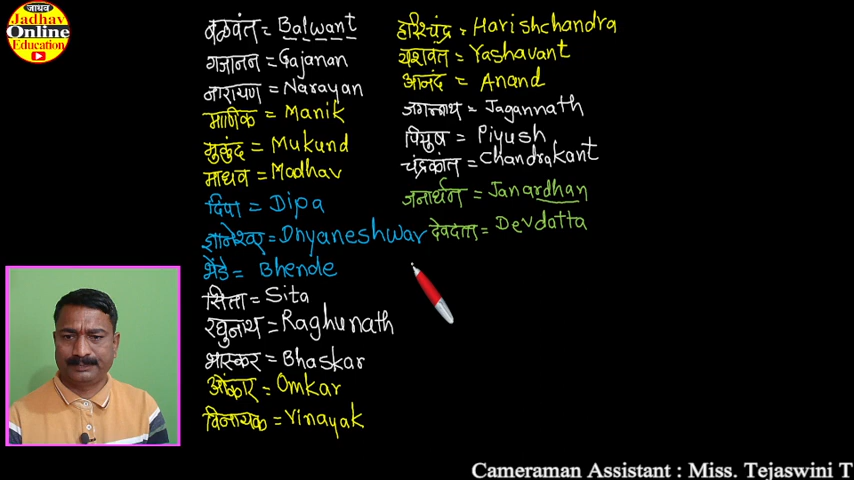 जाधव
Jadhav
Online
Education
बळवंत = Balwant
गजानन = Gajanan
नारायण = Narayan
माणिक = Manik
मुकुंद = Mukund
माधव = Madhav
दिपा = Dipa
ज्ञानेश्वर = Dnyaneshwar
भेंडे = Bhende
सिता = Sita
रघुनाथ = Raghunath
भास्कर = Bhaskar
ओंकार = Omkar
विनायक = Vinayak
हरिश्चंद्र = Harishchandra
यशवंत = Yashavant
आनंद = Anand
जगन्नाथ = Jagannath
पियुष = Piyush
चंद्रकांत = Chandrakant
जनार्धन = Janardhan
देवदत्त = Devdatta
Cameraman Assistant : Miss. Tejaswini T